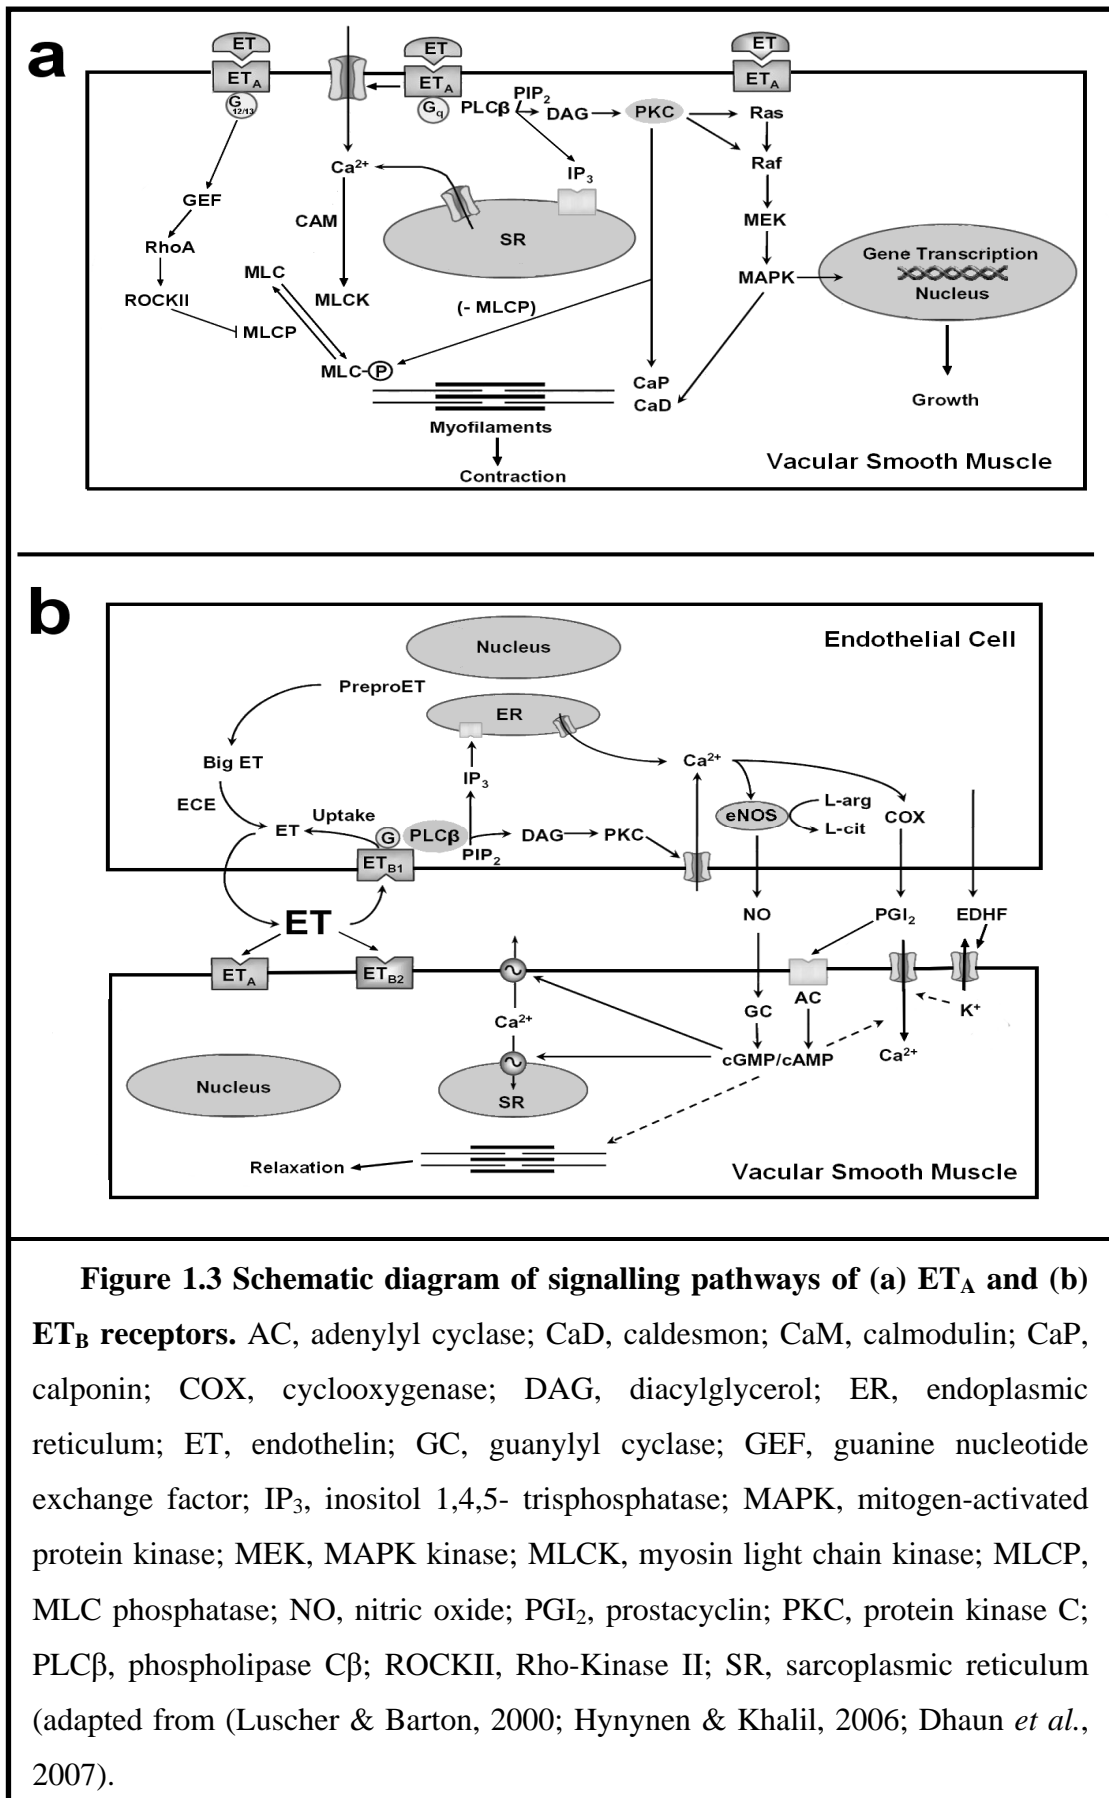 a
ET ET ET
ETA ETA ETA
G12/13 Gq PLCβ PIP2 DAG PKC Ras
Raf
Ca2+ IP3
GEF CAM SR MEK
RhoA Gene Transcription
MLC MAPK Nucleus
ROCKII MLCK
MLCP (- MLCP)
MLC-P
CaP
CaD Growth
Myofilaments
Contraction
Vacular Smooth Muscle
b
Endothelial Cell
Nucleus
PreproET
ER
Big ET Ca2+
IP3
ECE
eNOS L-arg
L-cit COX
ET Uptake G PLCβ PIP2 DAG PKC
ETB1
ET NO PGI2 EDHF
ETA ETB2
AC
GC K+
Ca2+
cGMP/cAMP Ca2+
Nucleus
SR
Relaxation
Vacular Smooth Muscle
Figure 1.3 Schematic diagram of signalling pathways of (a) ETA and (b)
ETB receptors. AC, adenylyl cyclase; CaD, caldesmon; CaM, calmodulin; CaP,
calponin; COX, cyclooxygenase; DAG, diacylglycerol; ER, endoplasmic
reticulum; ET, endothelin; GC, guanylyl cyclase; GEF, guanine nucleotide
exchange factor; IP3, inositol 1,4,5- trisphosphatase; MAPK, mitogen-activated
protein kinase; MEK, MAPK kinase; MLCK, myosin light chain kinase; MLCP,
MLC phosphatase; NO, nitric oxide; PGI2, prostacyclin; PKC, protein kinase C;
PLCβ, phospholipase Cβ; ROCKII, Rho-Kinase II; SR, sarcoplasmic reticulum
(adapted from (Luscher & Barton, 2000; Hynynen & Khalil, 2006; Dhaun et al.,
2007).